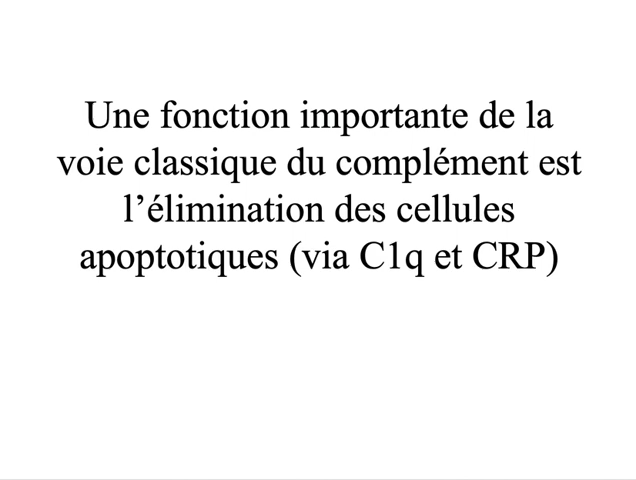 Une fonction importante de la
voie classique du complément est
l’élimination des cellules
apoptotiques (via C1q et CRP)